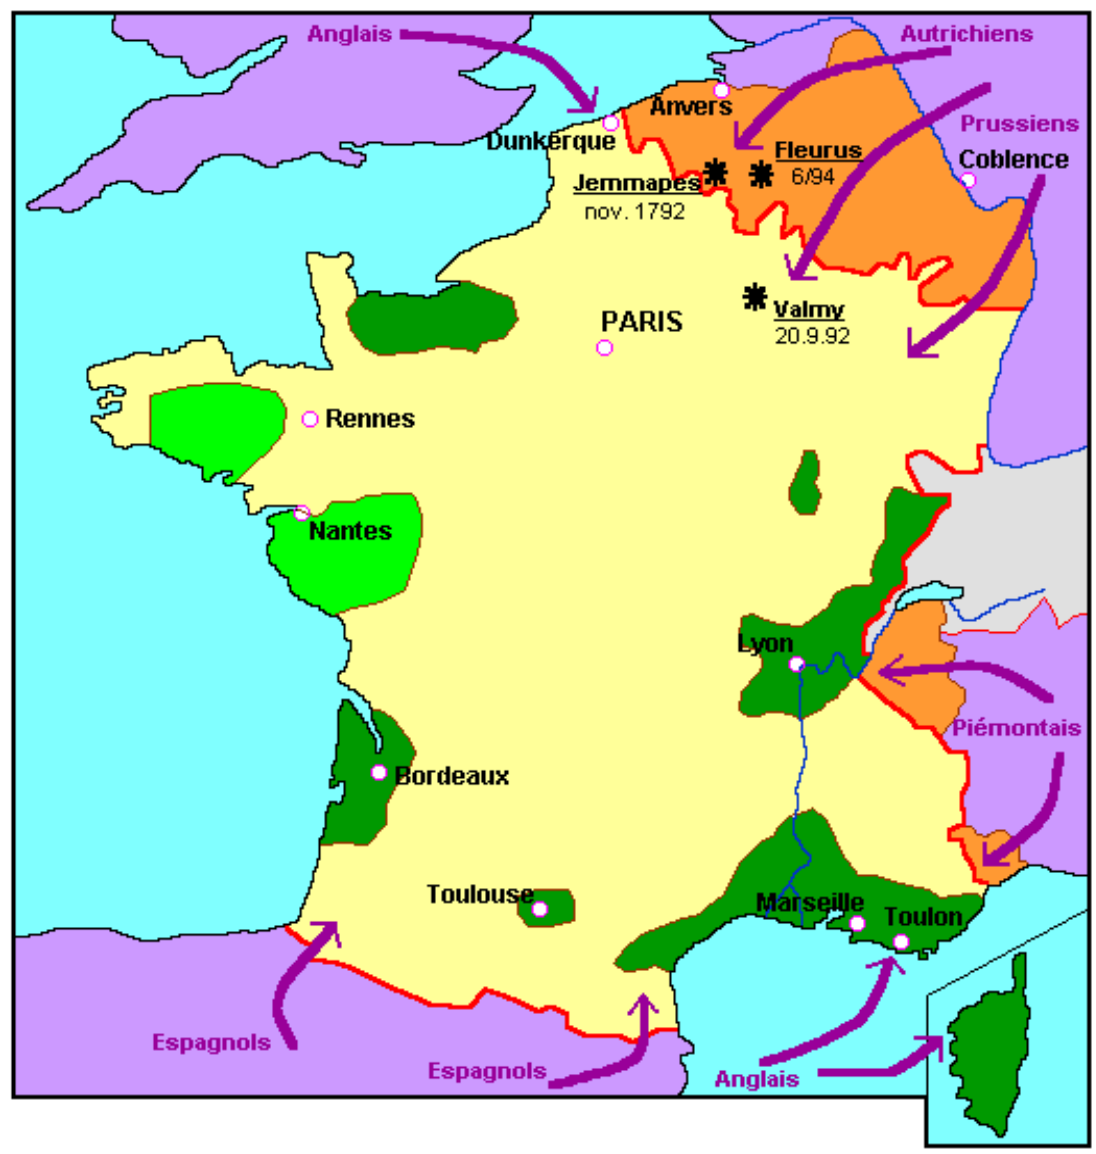 Anglais
Autrichiens
Anvers
Prussiens
Dunkerque
Fleurus
6/94
Coblence
Jemmapes
nov. 1792
Valmy
20.9.92
PARIS
Rennes
Nantes
Lyon
Piémontais
Bordeaux
Toulouse
Marseille
Toulon
Espagnols
Espagnols
Anglais